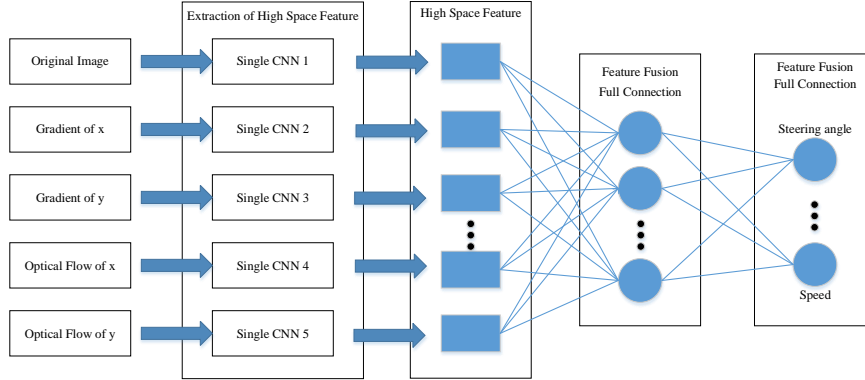 Extraction of High Space Feature
High Space Feature
Original Image
Single CNN 1
Gradient of x
Single CNN 2
Gradient of y
Single CNN 3
Optical Flow of x
Single CNN 4
Optical Flow of y
Single CNN 5
Feature Fusion
Full Connection
Feature Fusion
Full Connection
Steering angle
Speed